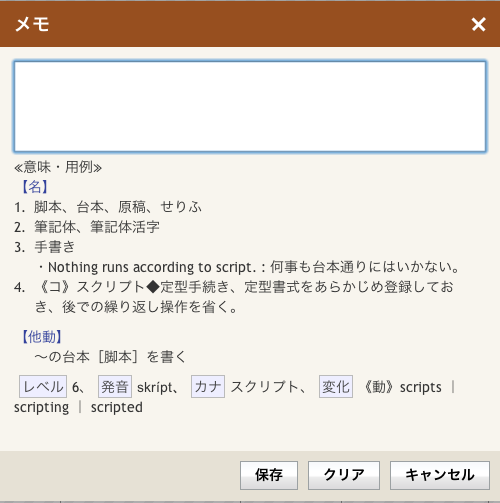 メモ ×
≪意味・用例≫
【名】
1. 脚本、台本、原稿、せりふ
2. 筆記体、筆記体活字
3. 手書き
・Nothing runs according to script. : 何事も台本通りにはいかない。
4. 《コ》スクリプト◆定型手続き、定型書式をあらかじめ登録してお
き、後での繰り返し操作を省く。
【他動】
～の台本［脚本］を書く
レベル 6、 発音 skrípt、 カナ スクリプト、 変化 《動》scripts ｜
scripting ｜ scripted
保存 クリア キャンセル